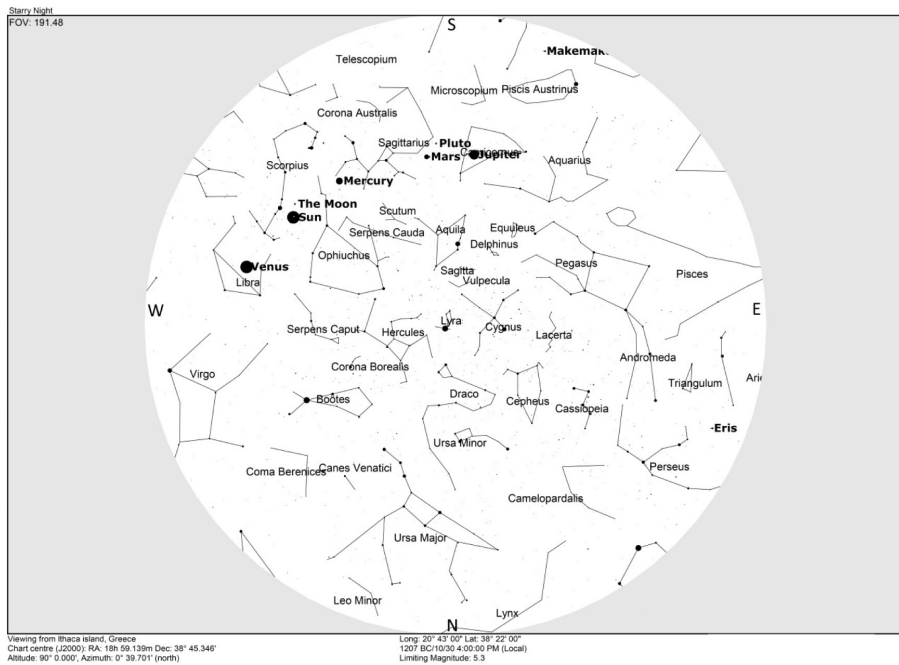 Starry Night
FOV: 191.48
S
Makemak
Telescopium
Microscopium Piscis Austrinus
Corona Australis
Sagittarius Pluto
Mars Capricornus Jupiter
Scorpius Aquarius
Mercury
The Moon
Sun
Scutum
Serpens Cauda Aquila Equuleus
Delphinus
Ophiuchus
Venus Sagitta Pegasus Pisces
Libra Vulpecula
W E
Serpens Caput Hercules Lyra Cygnus Lacerta
Andromeda
Virgo Corona Borealis Triangulum Arie
Bootes Draco Cepheus Cassiopeia
Eris
Ursa Minor
Coma Berenices Canes Venatici Perseus
Camelopardalis
Ursa Major
Leo Minor
Lynx
N
Viewing from Ithaca island, Greece
Chart centre (J2000): RA: 18h 59.139m Dec: 38° 45.346'
Altitude: 90° 0.000', Azimuth: 0° 39.701' (north)
Long: 20° 43' 00" Lat: 38° 22' 00"
1207 BC/10/30 4:00:00 PM (Local)
Limiting Magnitude: 5.3